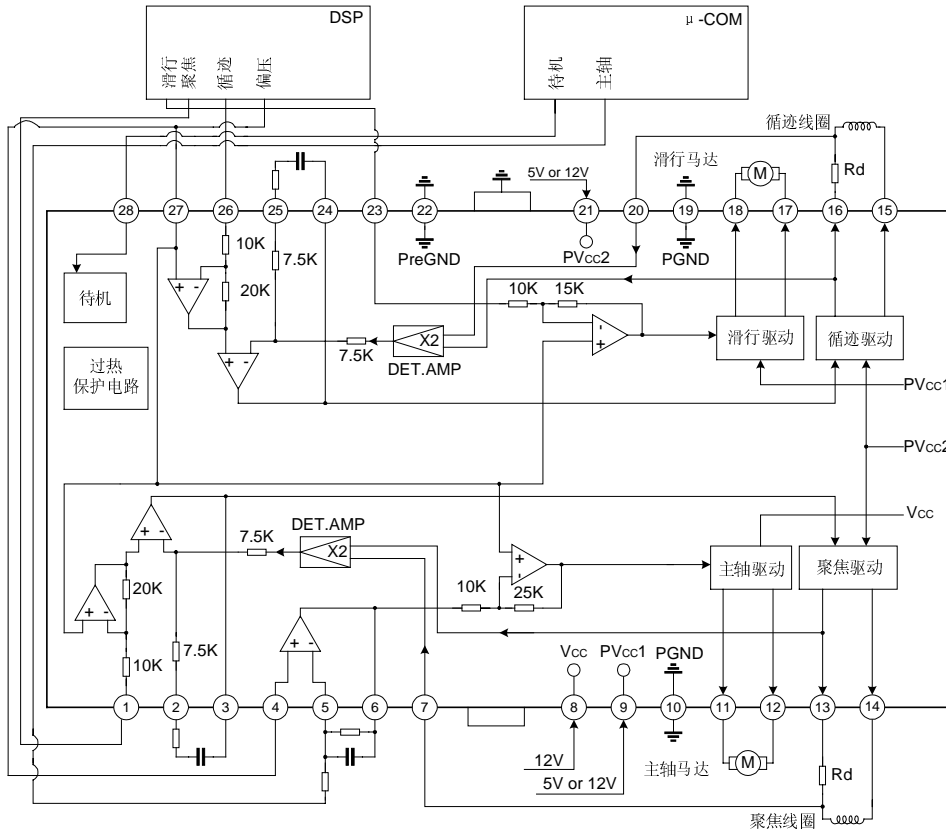 DSP
滑行
聚焦
循迹
偏压
μ-COM
待机
主轴
循迹线圈
滑行马达
Rd
M
5V or 12V
28
27
26
25
24
23
22
21
20
19
18
17
16
15
PreGND
PVCC2
PGND
10K
7.5K
20K
待机
10K
15K
X2
7.5K
DET.AMP
+ -
+ -
-
+
滑行驱动
循迹驱动
过热
保护电路
PVCC1
PVCC2
VCC
+ -
7.5K
DET.AMP
X2
+
-
主轴驱动
聚焦驱动
20K
+ -
10K
25K
+ -
10K
7.5K
VCC
PVCC1
PGND
1
2
3
4
5
6
7
8
9
10
11
12
13
14
12V
5V or 12V
主轴马达
M
Rd
聚焦线圈